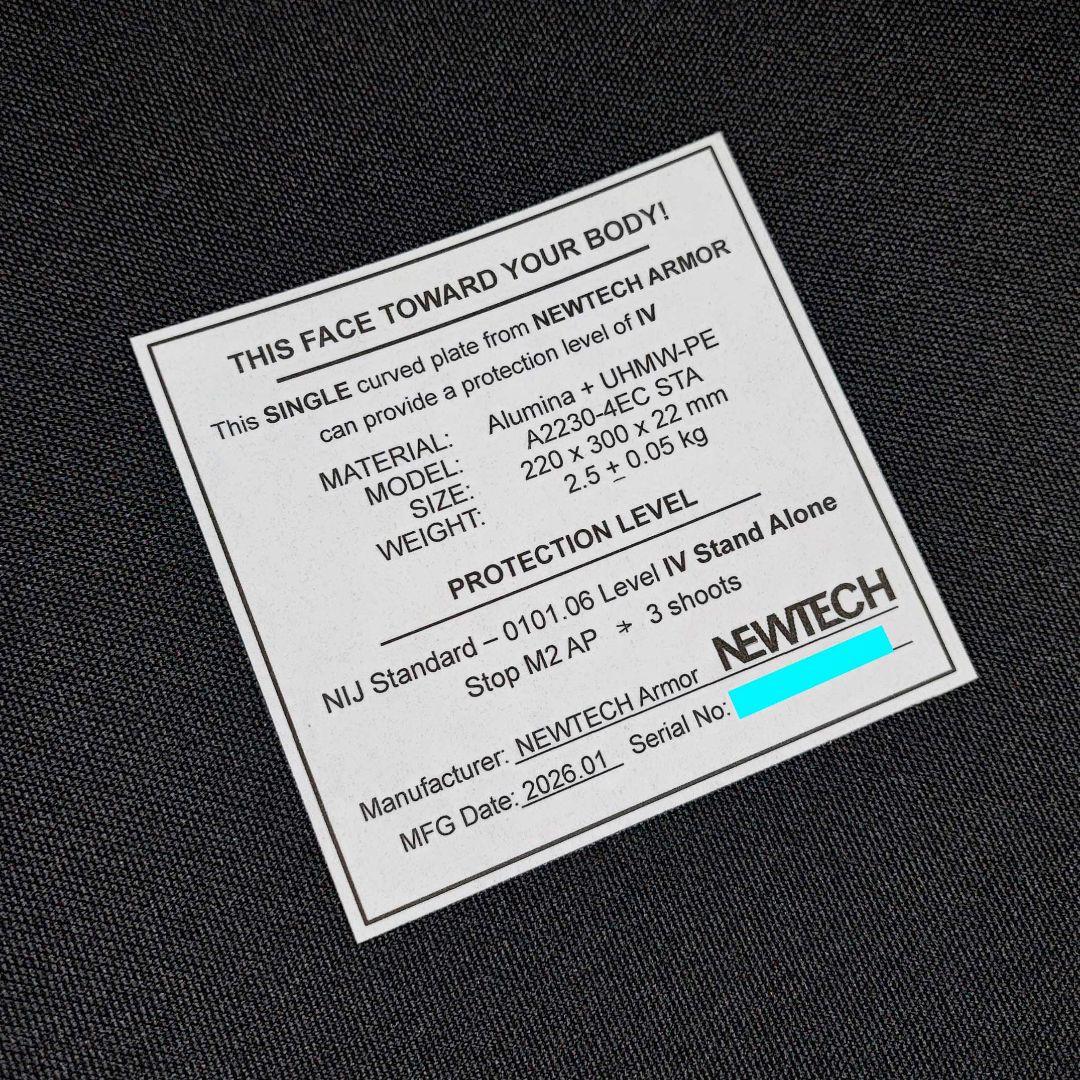 THIS FACE TOWARD YOUR BODY!
This SINGLE curved plate from NEWTECH ARMOR
can provide a protection level of IV
MATERIAL: Alumina + UHMW-PE
MODEL: A2230-4EC STA
SIZE: 220 x 300 x 22 mm
WEIGHT: 2.5 ± 0.05 kg
PROTECTION LEVEL
NIJ Standard – 0101.06 Level IV Stand Alone
Stop M2 AP 3 shoots
Manufacturer: NEWTECH Armor NEWTECH
MFG Date: 2026.01 Serial No: